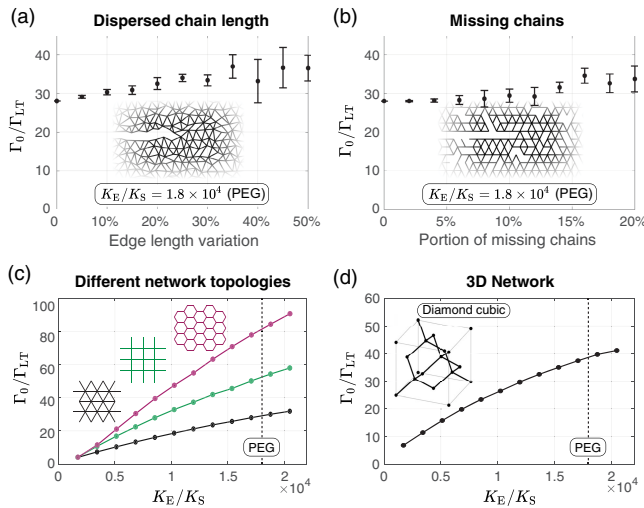 (a) Dispersed chain length
Γ0/ΓLT
40
30
20
10
0
KE/KS = 1.8 × 10^4 (PEG)
0 10% 20% 30% 40% 50%
Edge length variation
(b) Missing chains
Γ0/ΓLT
40
30
20
10
0
KE/KS = 1.8 × 10^4 (PEG)
0 5% 10% 15% 20%
Portion of missing chains
(c) Different network topologies
Γ0/ΓLT
100
80
60
40
20
0
PEG
0 0.5 1 1.5 2
× 10^4
KE/KS
(d) 3D Network
Γ0/ΓLT
60
50
40
30
20
10
0
Diamond cubic
PEG
0 0.5 1 1.5 2
× 10^4
KE/KS